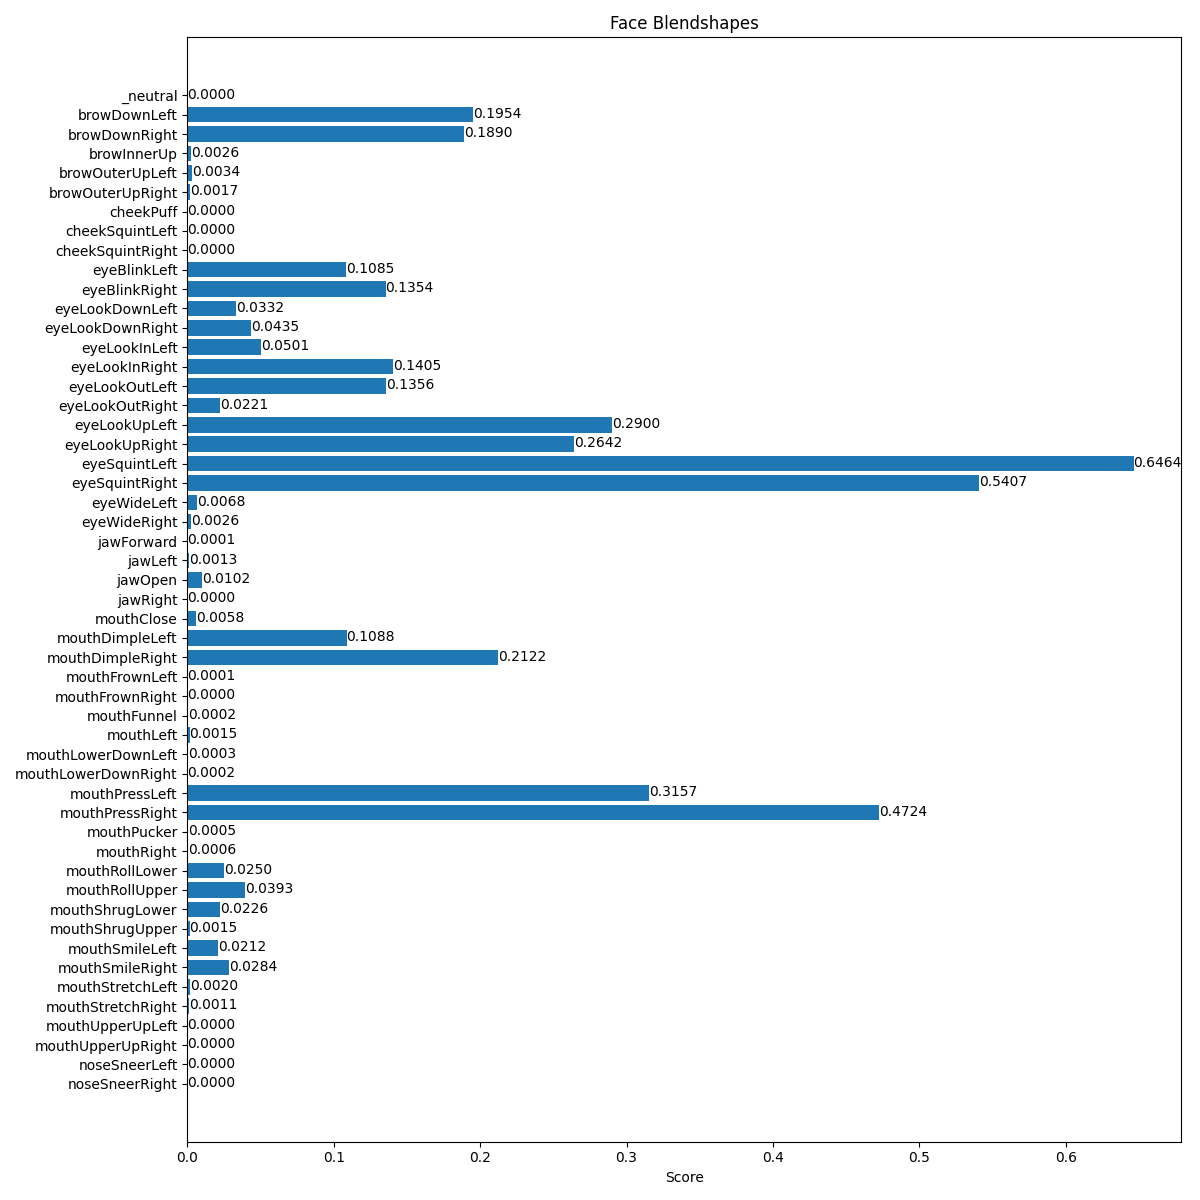 Face Blendshapes
_neutral 0.0000
browDownLeft 0.1954
browDownRight 0.1890
browInnerUp 0.0026
browOuterUpLeft 0.0034
browOuterUpRight 0.0017
cheekPuff 0.0000
cheekSquintLeft 0.0000
cheekSquintRight 0.0000
eyeBlinkLeft 0.1085
eyeBlinkRight 0.1354
eyeLookDownLeft 0.0332
eyeLookDownRight 0.0435
eyeLookInLeft 0.0501
eyeLookInRight 0.1405
eyeLookOutLeft 0.1356
eyeLookOutRight 0.0221
eyeLookUpLeft 0.2900
eyeLookUpRight 0.2642
eyeSquintLeft 0.6464
eyeSquintRight 0.5407
eyeWideLeft 0.0068
eyeWideRight 0.0026
jawForward 0.0001
jawLeft 0.0013
jawOpen 0.0102
jawRight 0.0000
mouthClose 0.0058
mouthDimpleLeft 0.1088
mouthDimpleRight 0.2122
mouthFrownLeft 0.0001
mouthFrownRight 0.0000
mouthFunnel 0.0002
mouthLeft 0.0015
mouthLowerDownLeft 0.0003
mouthLowerDownRight 0.0002
mouthPressLeft 0.3157
mouthPressRight 0.4724
mouthPucker 0.0005
mouthRight 0.0006
mouthRollLower 0.0250
mouthRollUpper 0.0393
mouthShrugLower 0.0226
mouthShrugUpper 0.0015
mouthSmileLeft 0.0212
mouthSmileRight 0.0284
mouthStretchLeft 0.0020
mouthStretchRight 0.0011
mouthUpperUpLeft 0.0000
mouthUpperUpRight 0.0000
noseSneerLeft 0.0000
noseSneerRight 0.0000
0.0 0.1 0.2 0.3 0.4 0.5 0.6
Score